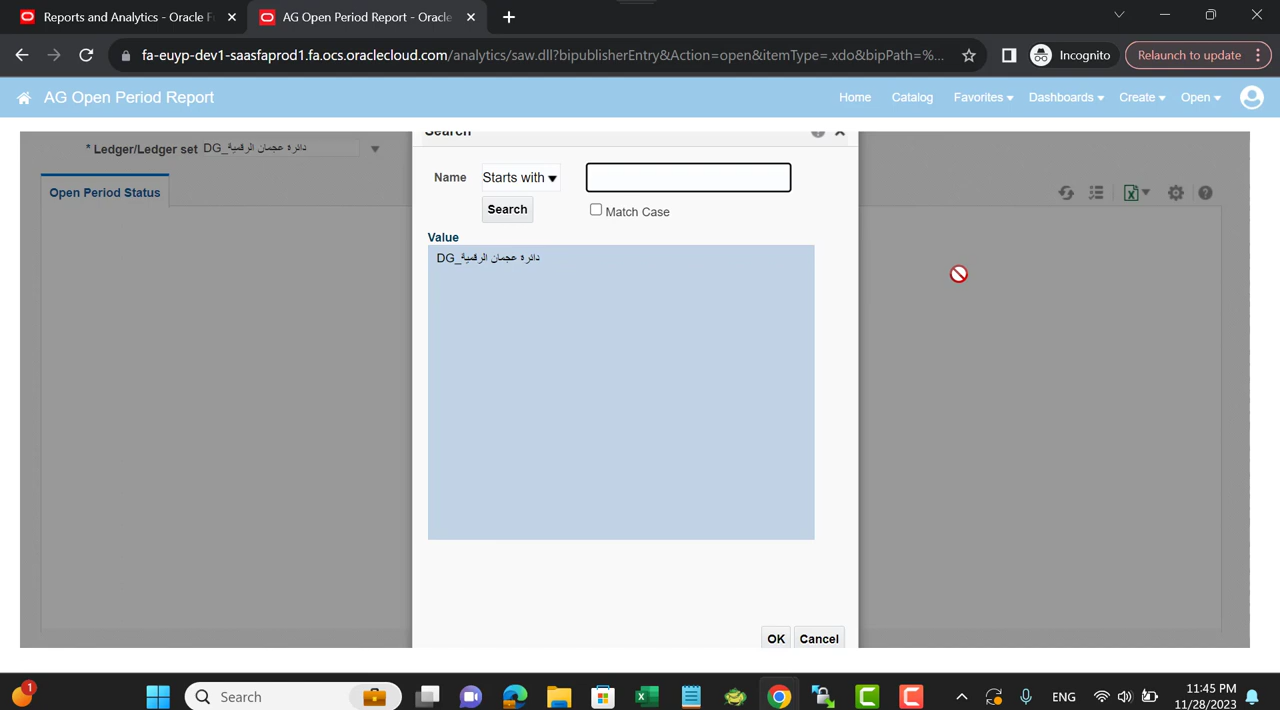 Reports and Analytics - Oracle Fu
AG Open Period Report - Oracle
fa-euyp-dev1-saasfaprod1.fa.ocs.oraclecloud.com/analytics/saw.dll?bipublisherEntry&Action=open&itemType=.xdo&bipPath=%...
Incognito
Relaunch to update
AG Open Period Report
Home
Catalog
Favorites
Dashboards
Create
Open
Search
* Ledger/Ledger set
DG_دائرة عجمان الرقمية
Name
Starts with
Open Period Status
Search
Match Case
Value
DG_دائرة عجمان الرقمية
OK
Cancel
1
Search
ENG
11:45 PM
11/28/2023